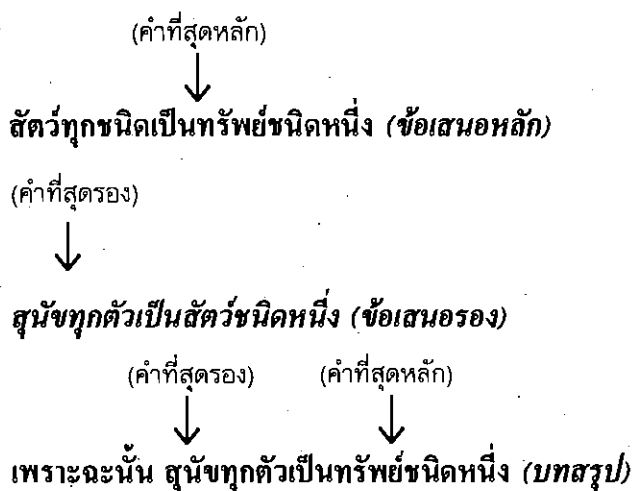 (คำที่สุดหลัก)
สัตว์ทุกชนิดเป็นทรัพย์ชนิดหนึ่ง (ข้อเสนอหลัก)
(คำที่สุดรอง)
สุนัขทุกตัวเป็นสัตว์ชนิดหนึ่ง (ข้อเสนอรอง)
(คำที่สุดรอง) (คำที่สุดหลัก)
เพราะฉะนั้น สุนัขทุกตัวเป็นทรัพย์ชนิดหนึ่ง (บทสรุป)